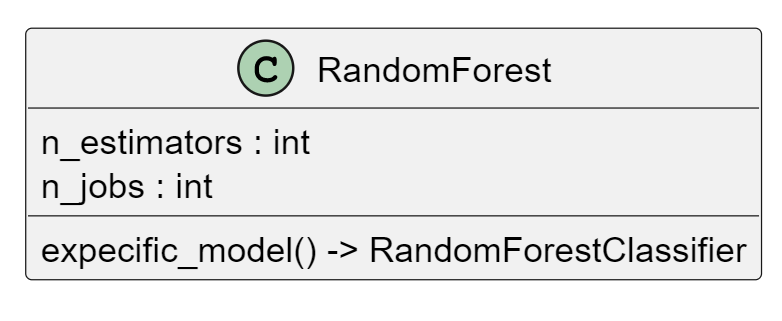 C RandomForest
n_estimators : int
n_jobs : int
expecific_model() -> RandomForestClassifier